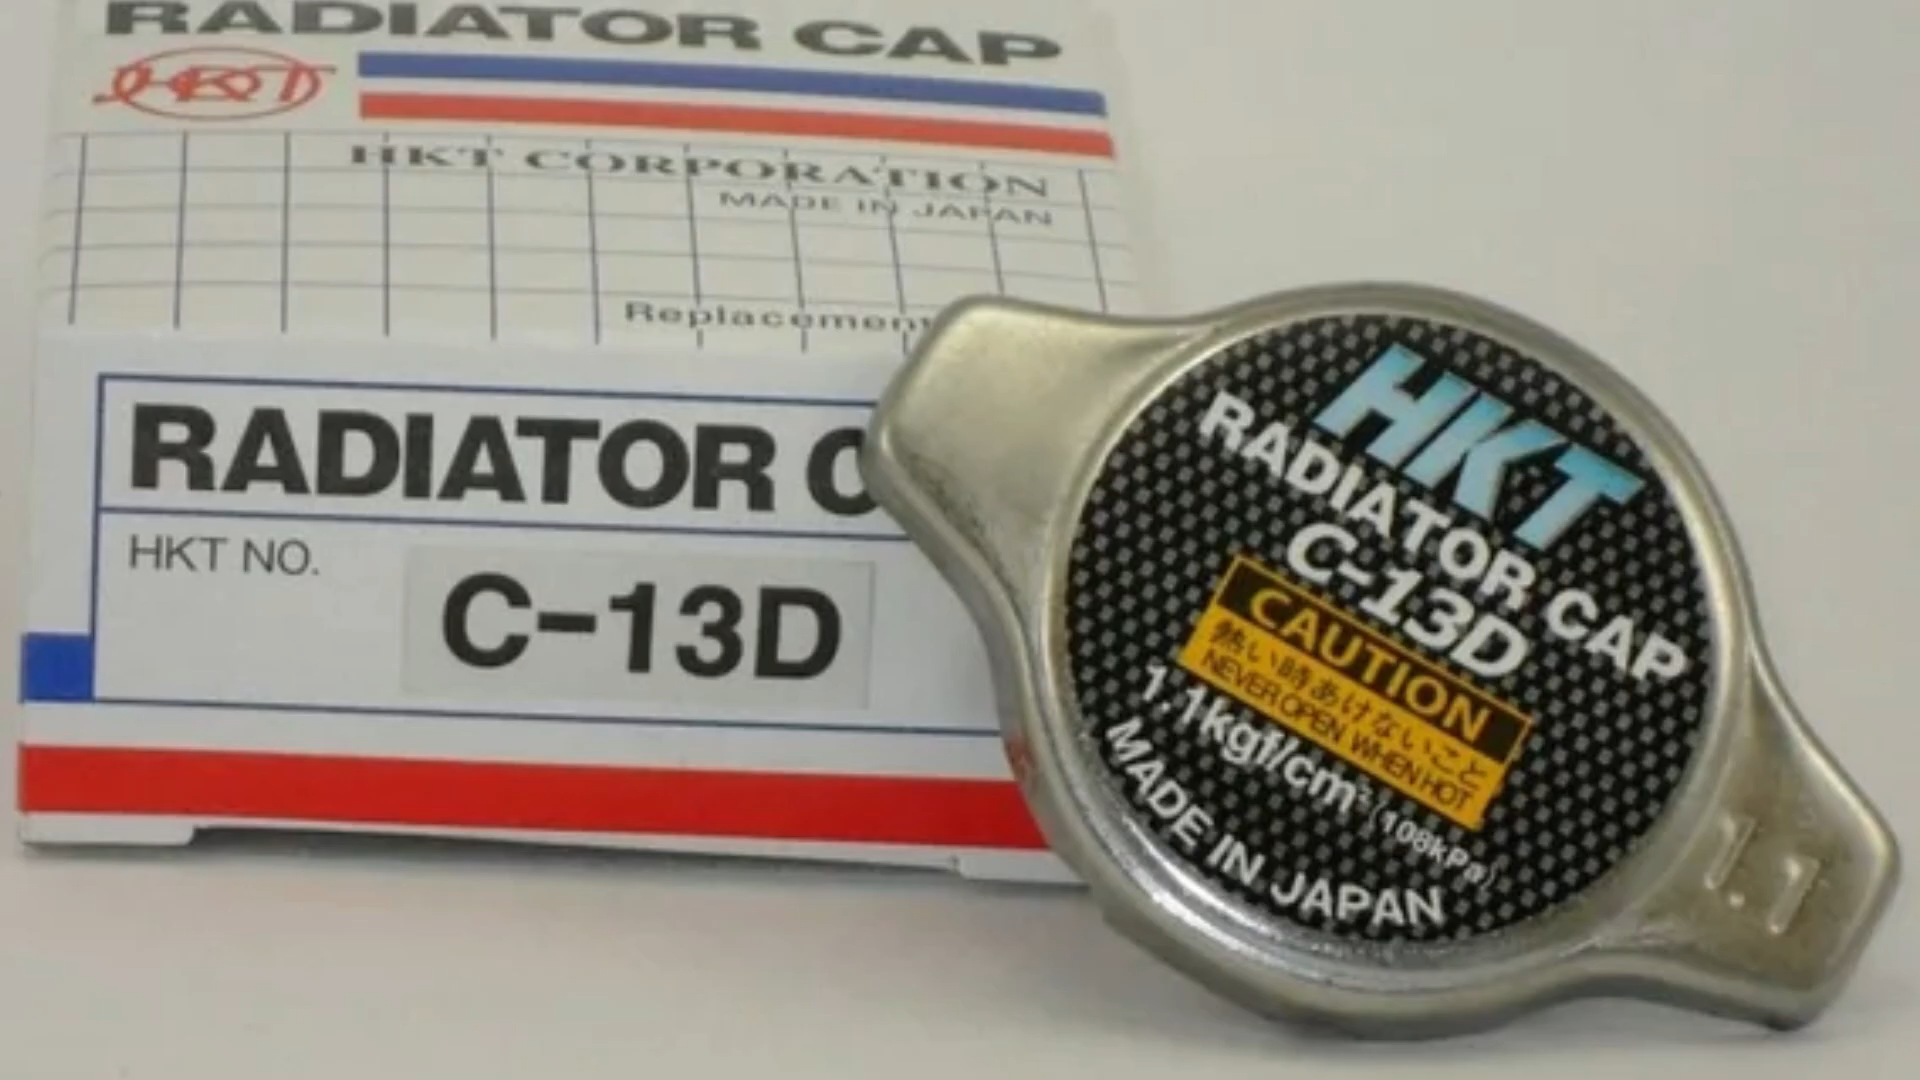 RADIATOR CAP
HKT
HKT CORPORATION
MADE IN JAPAN
Replacement
RADIATOR C
HKT NO.
C-13D
HKT
RADIATOR CAP
C-13D
CAUTION
熱い時あけないこと
NEVER OPEN WHEN HOT
1.1kgf/cm² {108kPa}
MADE IN JAPAN
1.1